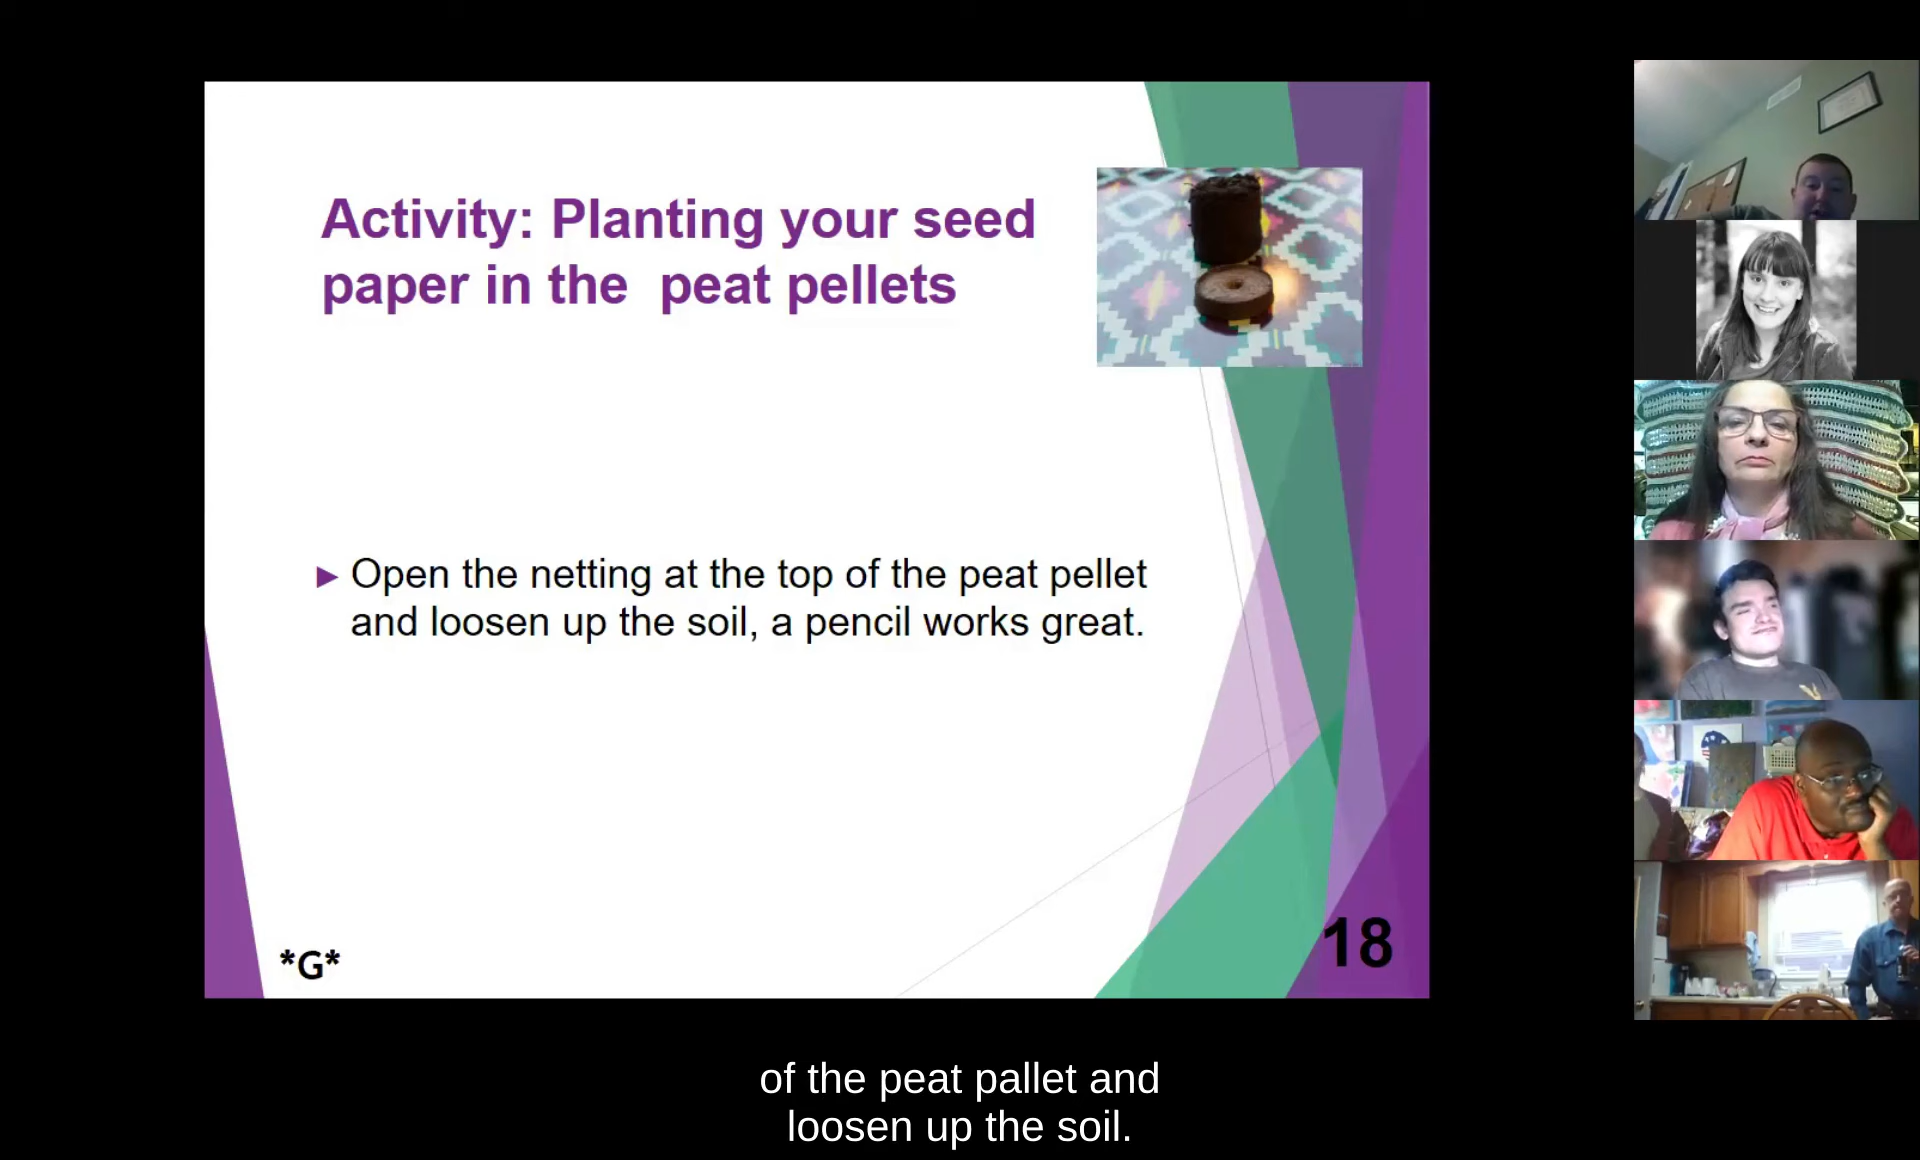 Activity: Planting your seed
paper in the  peat pellets
Open the netting at the top of the peat pellet
and loosen up the soil, a pencil works great.
*G*
18
of the peat pallet and
loosen up the soil.